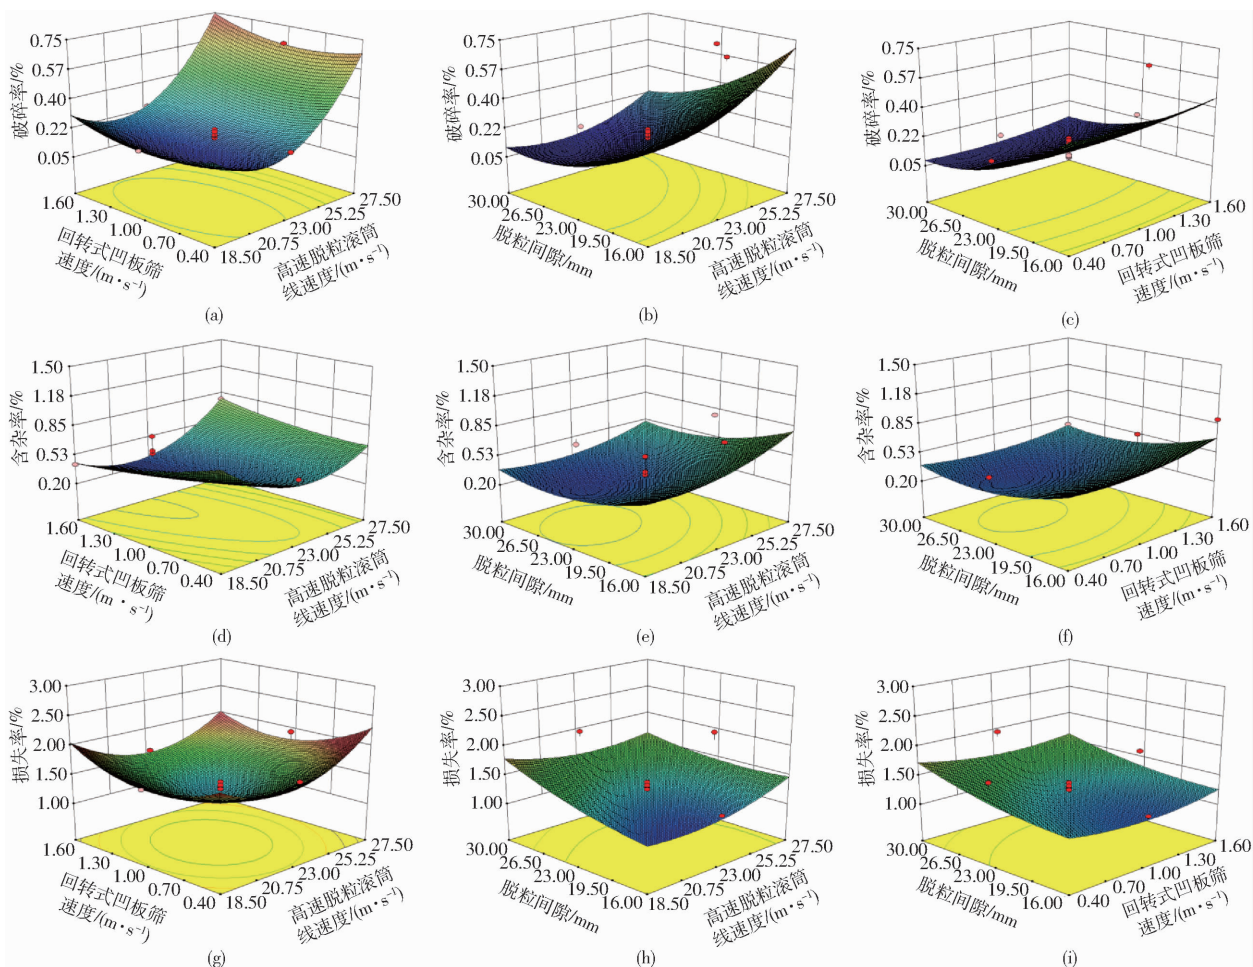 0.75
0.57
0.40
0.22
0.05
破碎率/%
1.60
1.30
1.00
0.70
0.40
回转式凹板筛
速度/(m·s⁻¹)
18.50
20.75
23.00
25.25
27.50
高速脱粒滚筒
线速度/(m·s⁻¹)
(a)
0.75
0.57
0.40
0.22
0.05
破碎率/%
30.00
26.50
23.00
19.50
16.00
脱粒间隙/mm
18.50
20.75
23.00
25.25
27.50
高速脱粒滚筒
线速度/(m·s⁻¹)
(b)
0.75
0.57
0.40
0.22
0.05
破碎率/%
30.00
26.50
23.00
19.50
16.00
脱粒间隙/mm
0.40
0.70
1.00
1.30
1.60
回转式凹板筛
速度/(m·s⁻¹)
(c)
1.50
1.18
0.85
0.53
0.20
含杂率/%
1.60
1.30
1.00
0.70
0.40
回转式凹板筛
速度/(m·s⁻¹)
18.50
20.75
23.00
25.25
27.50
高速脱粒滚筒
线速度/(m·s⁻¹)
(d)
1.50
1.18
0.85
0.53
0.20
含杂率/%
30.00
26.50
23.00
19.50
16.00
脱粒间隙/mm
18.50
20.75
23.00
25.25
27.50
高速脱粒滚筒
线速度/(m·s⁻¹)
(e)
1.50
1.18
0.85
0.53
0.20
含杂率/%
30.00
26.50
23.00
19.50
16.00
脱粒间隙/mm
0.40
0.70
1.00
1.30
1.60
回转式凹板筛
速度/(m·s⁻¹)
(f)
3.00
2.50
2.00
1.50
1.00
损失率/%
1.60
1.30
1.00
0.70
0.40
回转式凹板筛
速度/(m·s⁻¹)
18.50
20.75
23.00
25.25
27.50
高速脱粒滚筒
线速度/(m·s⁻¹)
(g)
3.00
2.50
2.00
1.50
1.00
损失率/%
30.00
26.50
23.00
19.50
16.00
脱粒间隙/mm
18.50
20.75
23.00
25.25
27.50
高速脱粒滚筒
线速度/(m·s⁻¹)
(h)
3.00
2.50
2.00
1.50
1.00
损失率/%
30.00
26.50
23.00
19.50
16.00
脱粒间隙/mm
0.40
0.70
1.00
1.30
1.60
回转式凹板筛
速度/(m·s⁻¹)
(i)